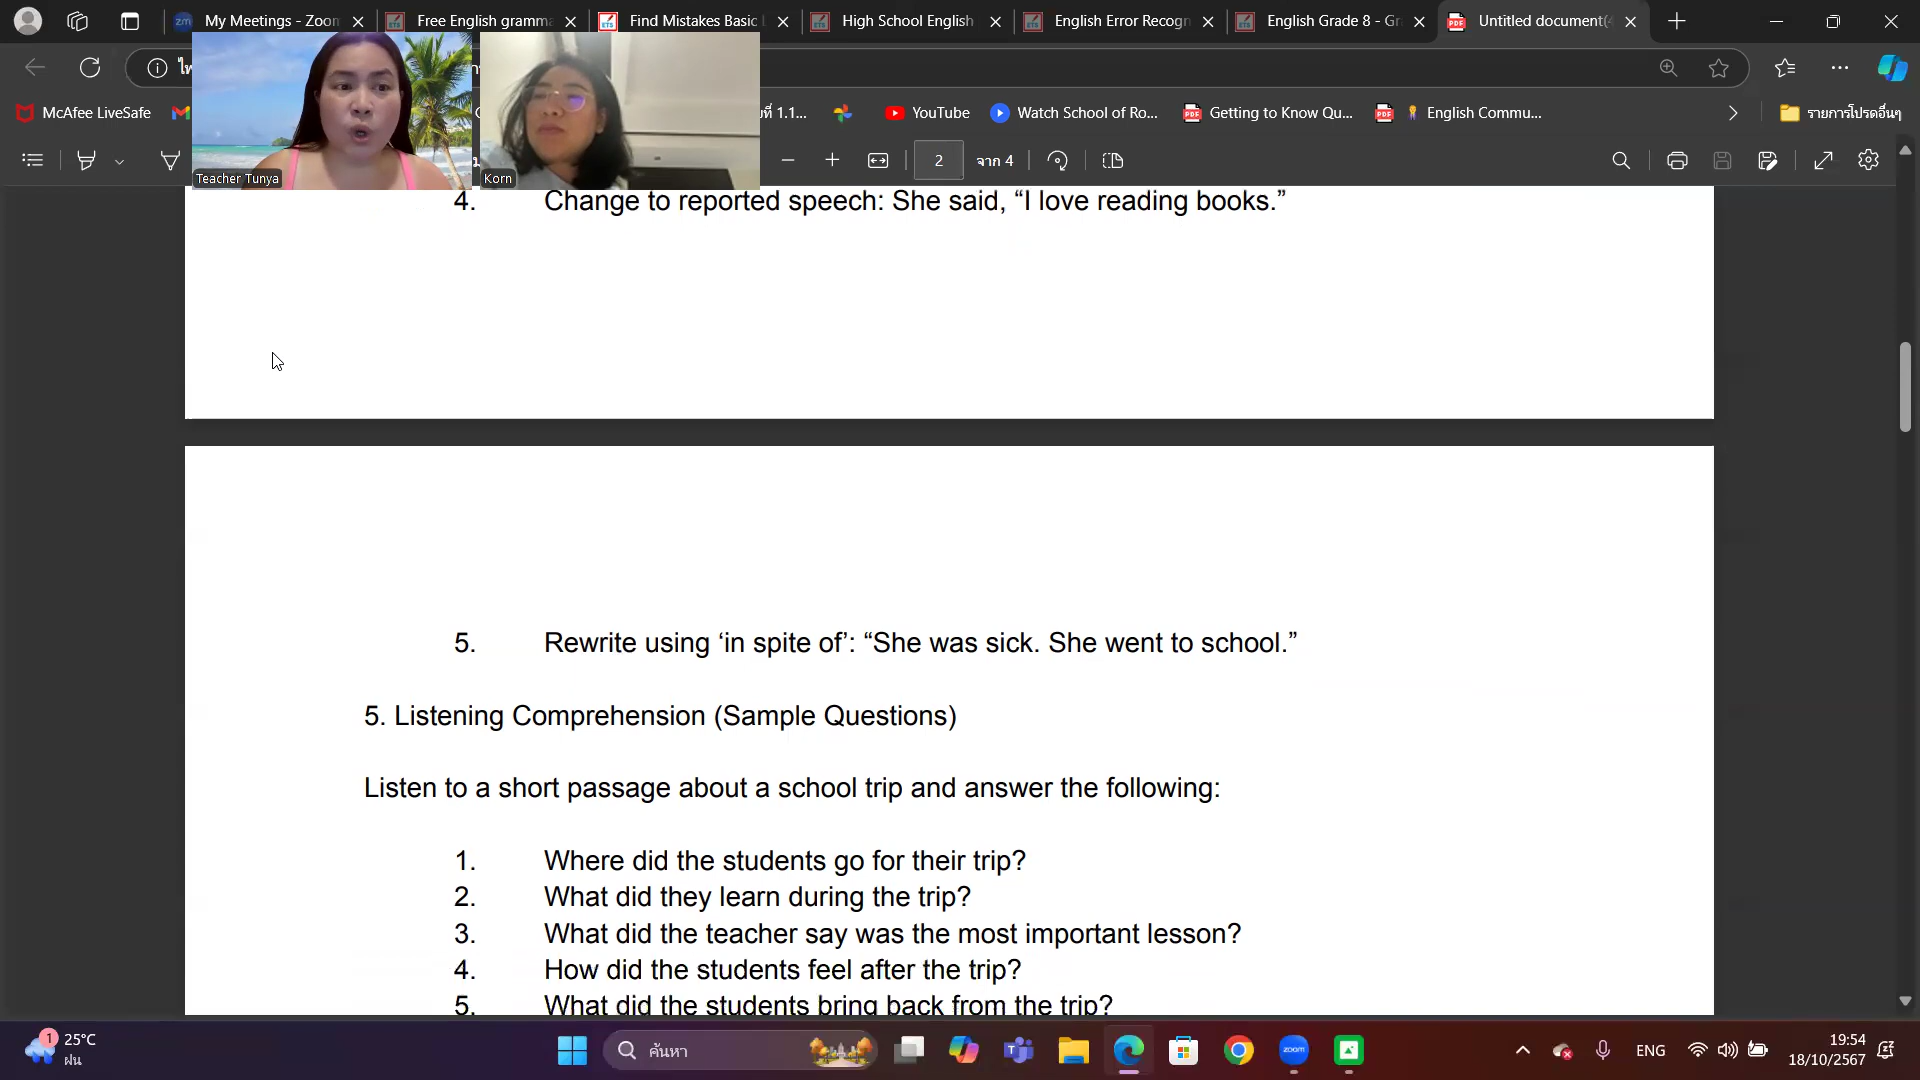 My Meetings - Zoom
Free English gramma
Find Mistakes Basic
High School English
English Error Recogn
English Grade 8 - Gr
Untitled document(
McAfee LiveSafe
ที่ 1.1...
YouTube
Watch School of Ro...
Getting to Know Qu...
English Commu...
รายการโปรดอื่นๆ
2
จาก 4
Teacher Tunya
Korn
4. Change to reported speech: She said, “I love reading books.”
5. Rewrite using ‘in spite of’: “She was sick. She went to school.”
5. Listening Comprehension (Sample Questions)
Listen to a short passage about a school trip and answer the following:
1. Where did the students go for their trip?
2. What did they learn during the trip?
3. What did the teacher say was the most important lesson?
4. How did the students feel after the trip?
5. What did the students bring back from the trip?
1
25°C
ฝน
ค้นหา
zoom
ENG
19:54
18/10/2567